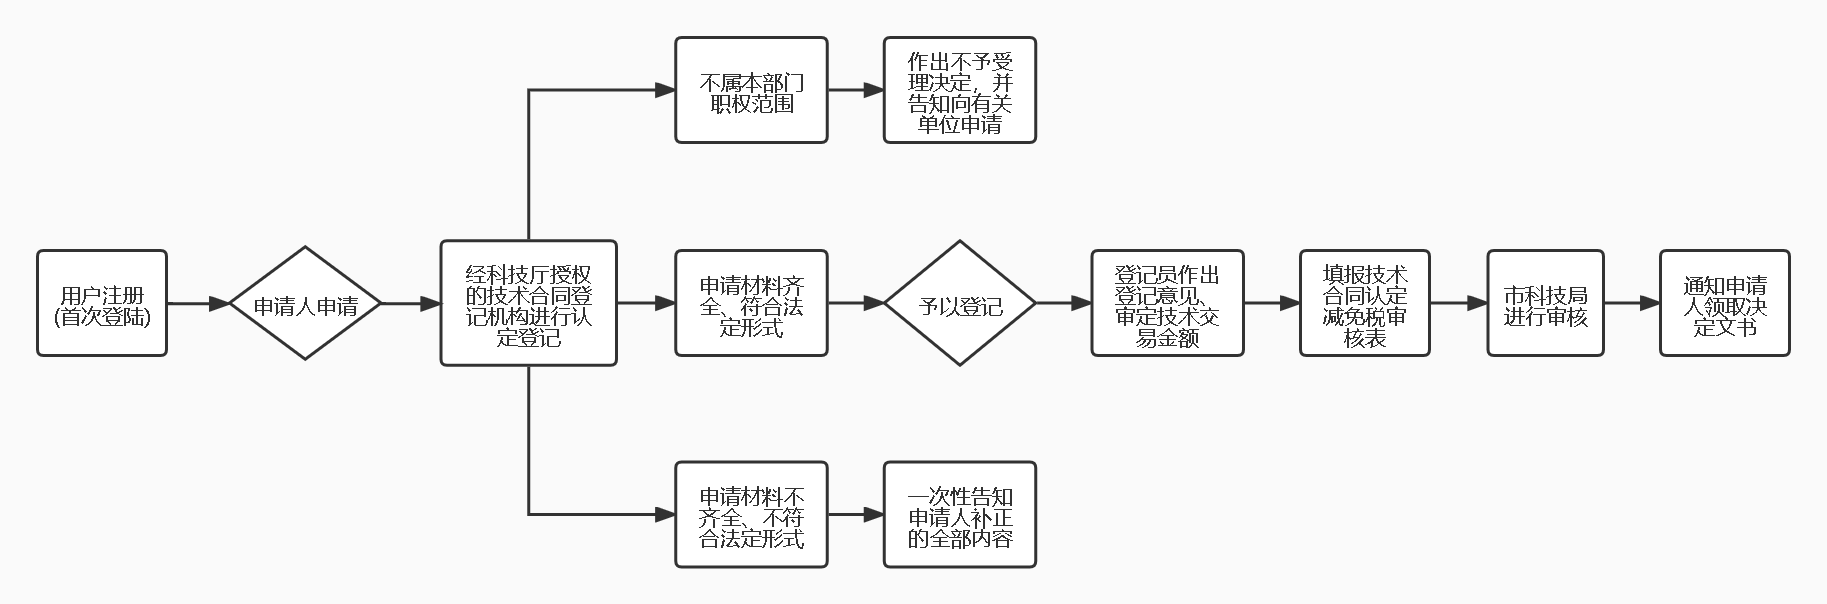 用户注册
(首次登陆)
申请人申请
经科技厅授权
的技术合同登
记机构进行认
定登记
不属本部门
职权范围
作出不予受
理决定，并
告知向有关
单位申请
申请材料齐
全、符合法
定形式
予以登记
登记员作出
登记意见、
审定技术交
易金额
填报技术
合同认定
减免税审
核表
市科技局
进行审核
通知申请
人领取决
定文书
申请材料不
齐全、不符
合法定形式
一次性告知
申请人补正
的全部内容